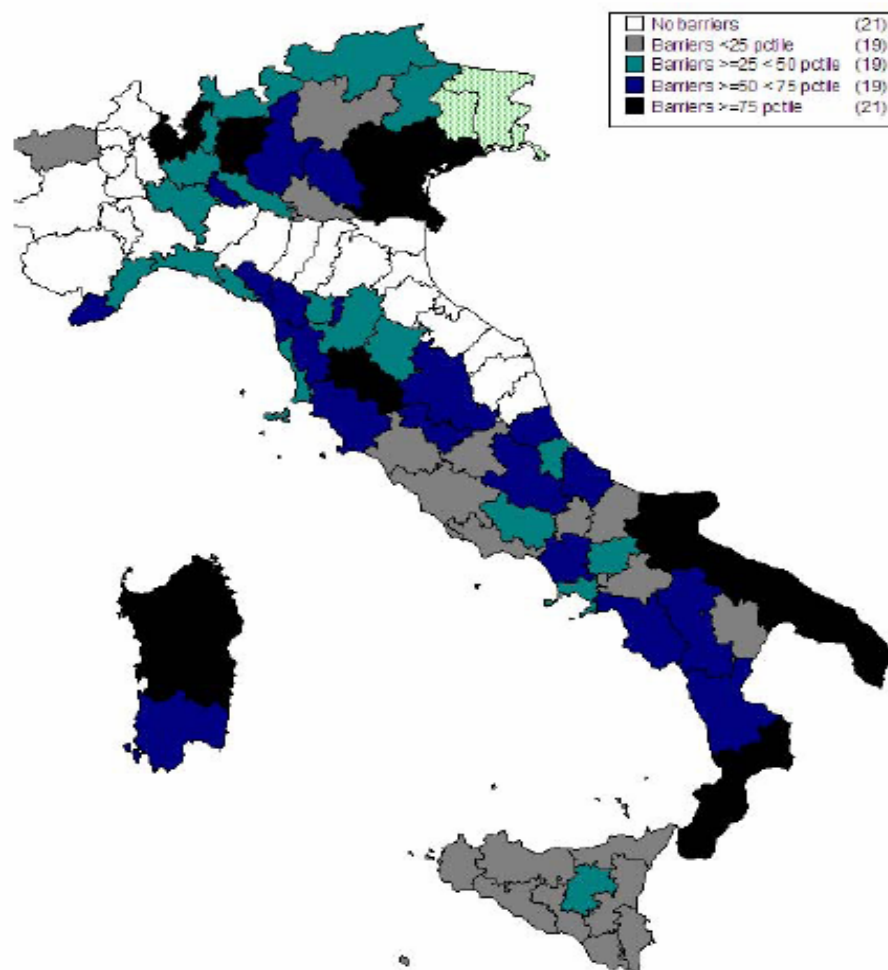 No barriers (21)
Barriers <25 pctile (19)
Barriers >=25 < 50 pctile (19)
Barriers >=50 < 75 pctile (19)
Barriers >=75 pctile (21)